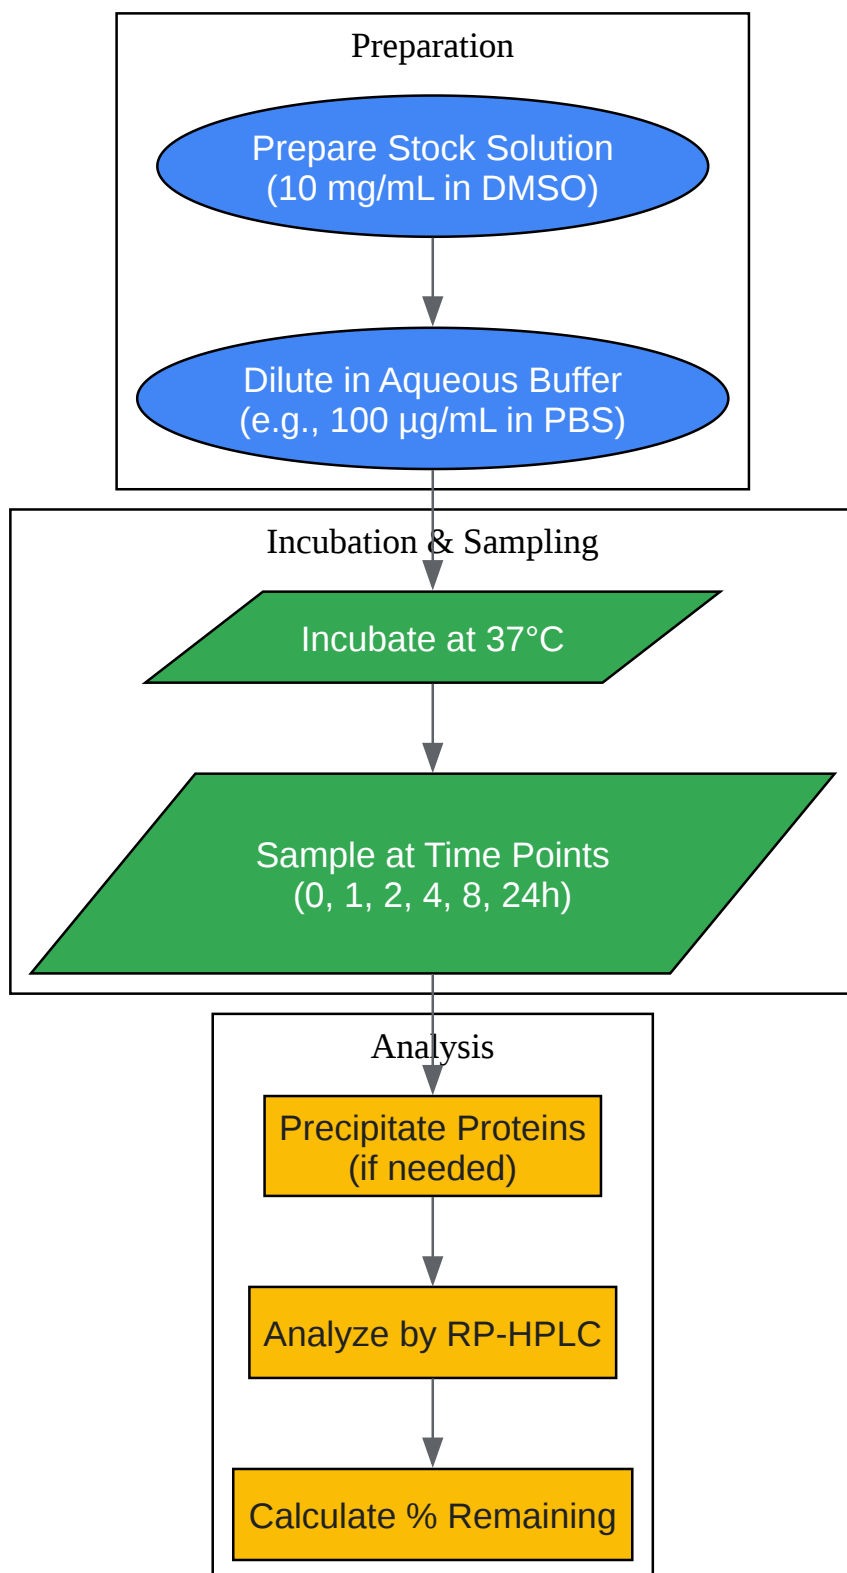 Preparation
Prepare Stock Solution
(10 mg/mL in DMSO)
Dilute in Aqueous Buffer
(e.g., 100 µg/mL in PBS)
Incubation & Sampling
Incubate at 37°C
Sample at Time Points
(0, 1, 2, 4, 8, 24h)
Analysis
Precipitate Proteins
(if needed)
Analyze by RP-HPLC
Calculate % Remaining